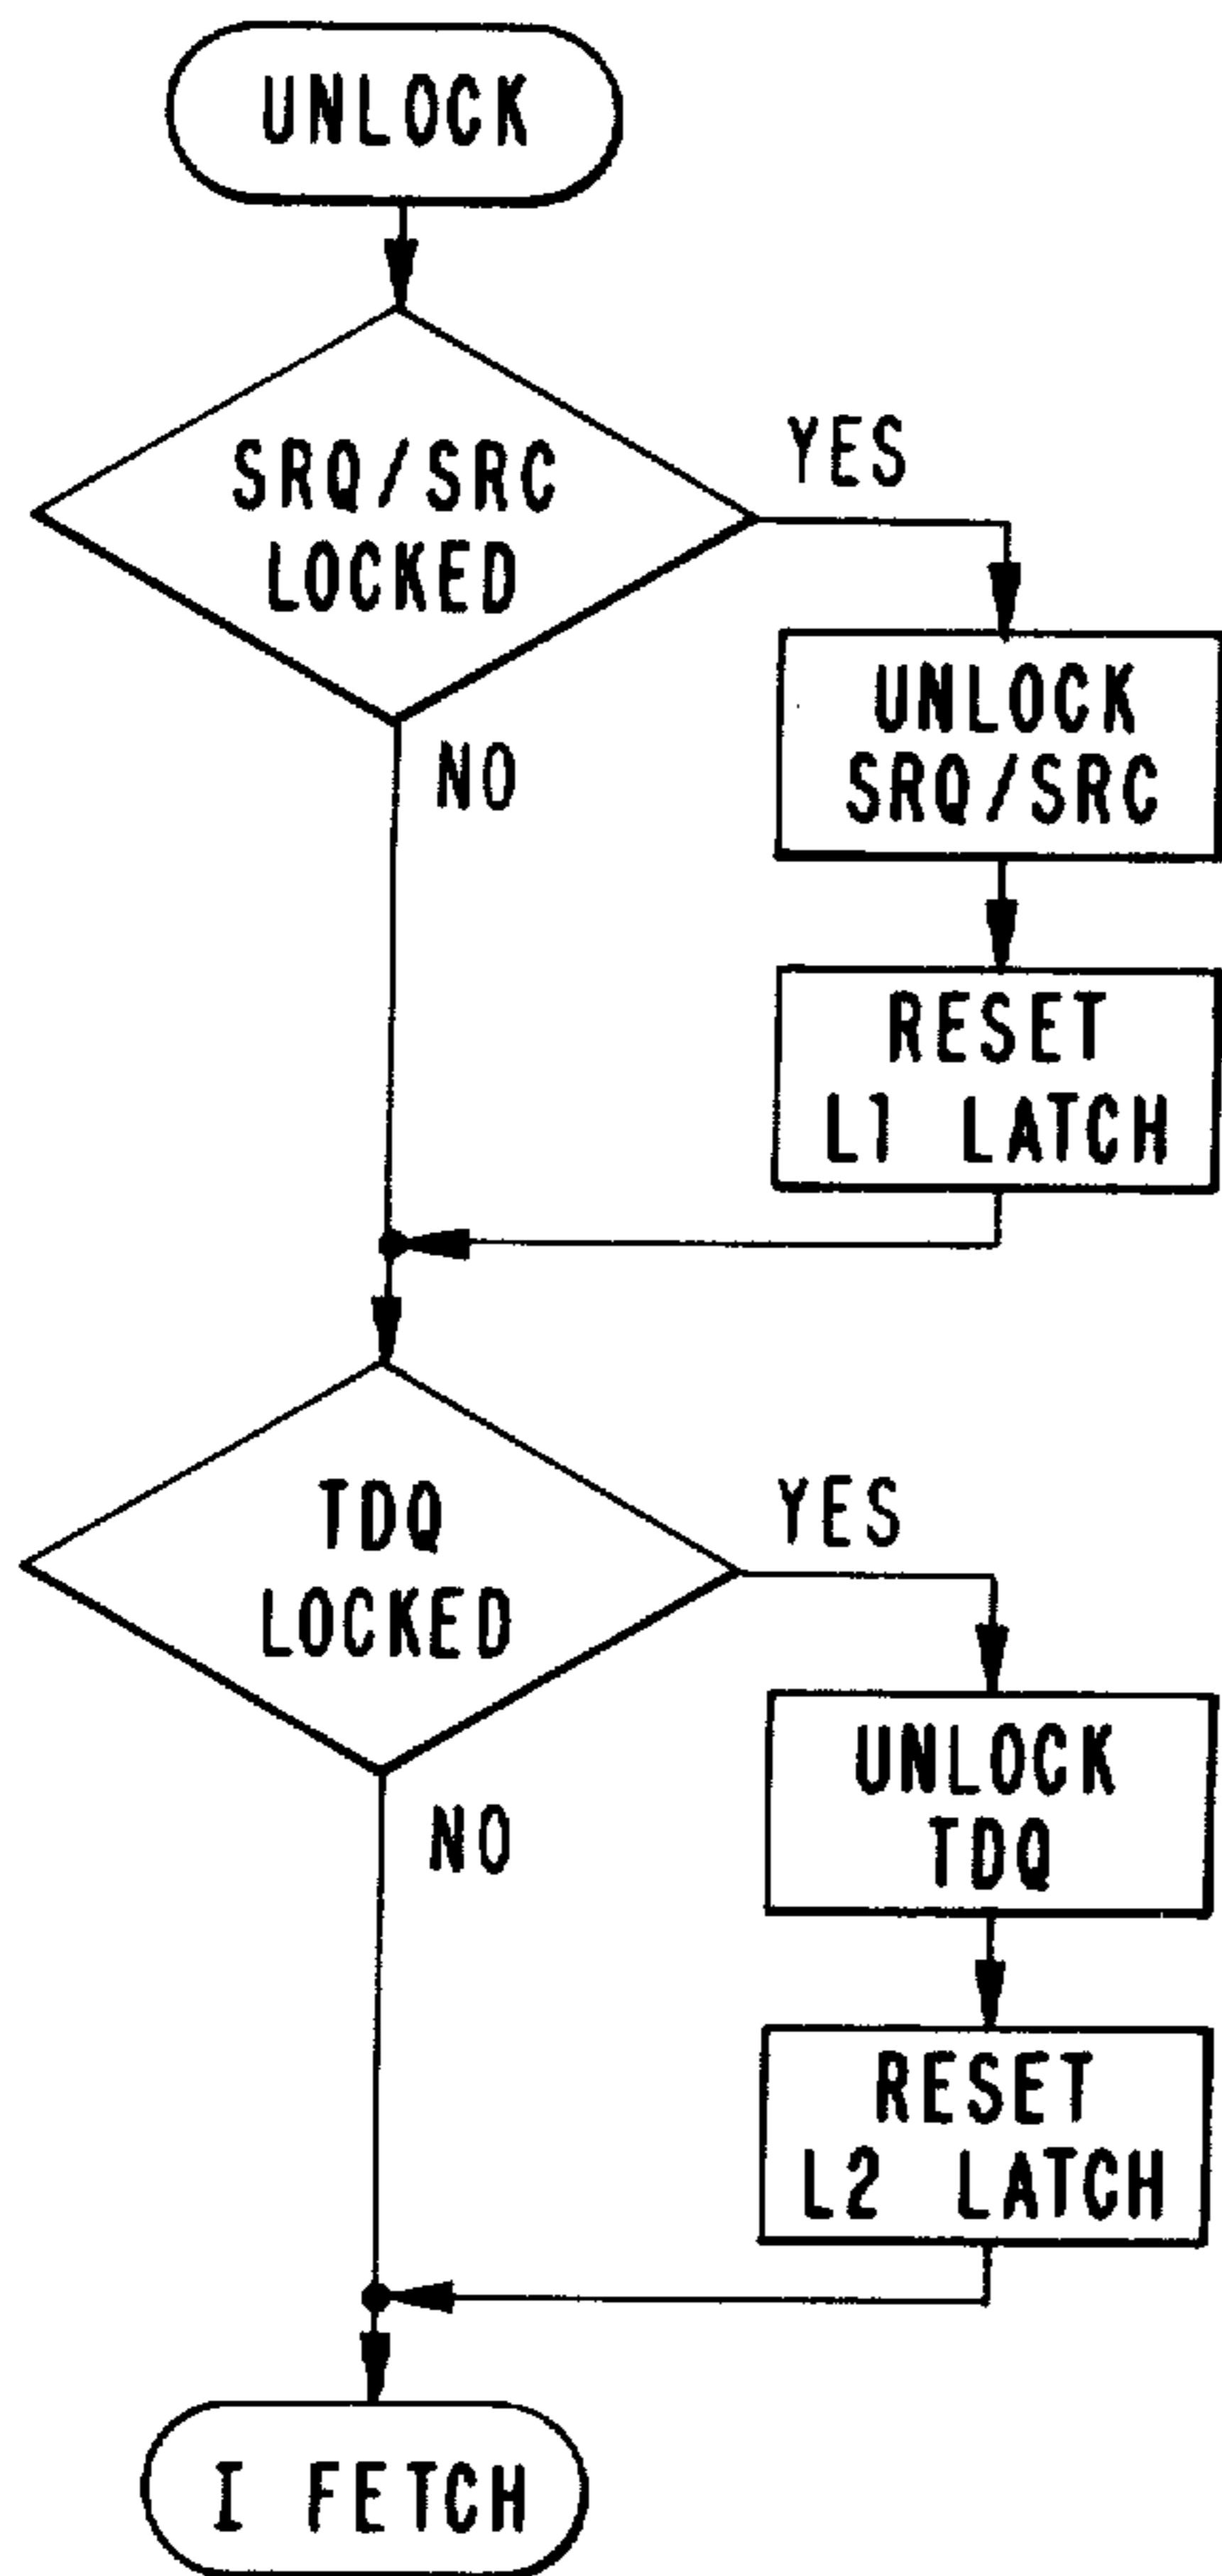 UNLOCK
SRQ/SRC
LOCKED
YES
UNLOCK
SRQ/SRC
NO
RESET
L1 LATCH
TDQ
LOCKED
YES
UNLOCK
TDQ
NO
RESET
L2 LATCH
I FETCH